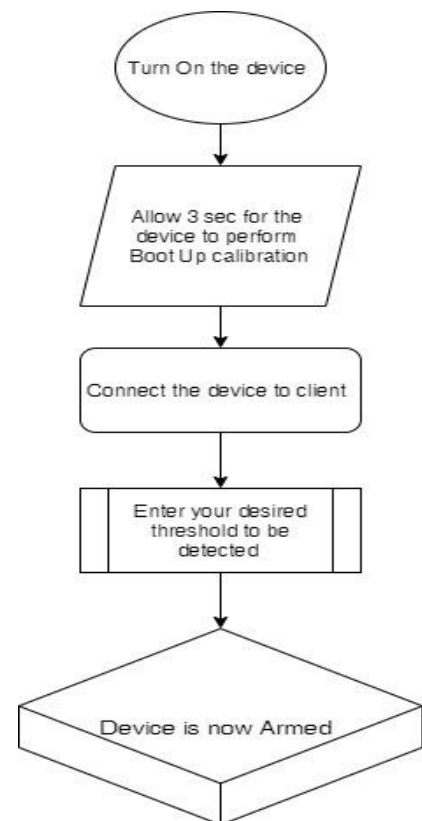 Turn On the device
Allow 3 sec for the
device to perform
Boot Up calibration
Connect the device to client
Enter your desired
threshold to be
detected
Device is now Armed